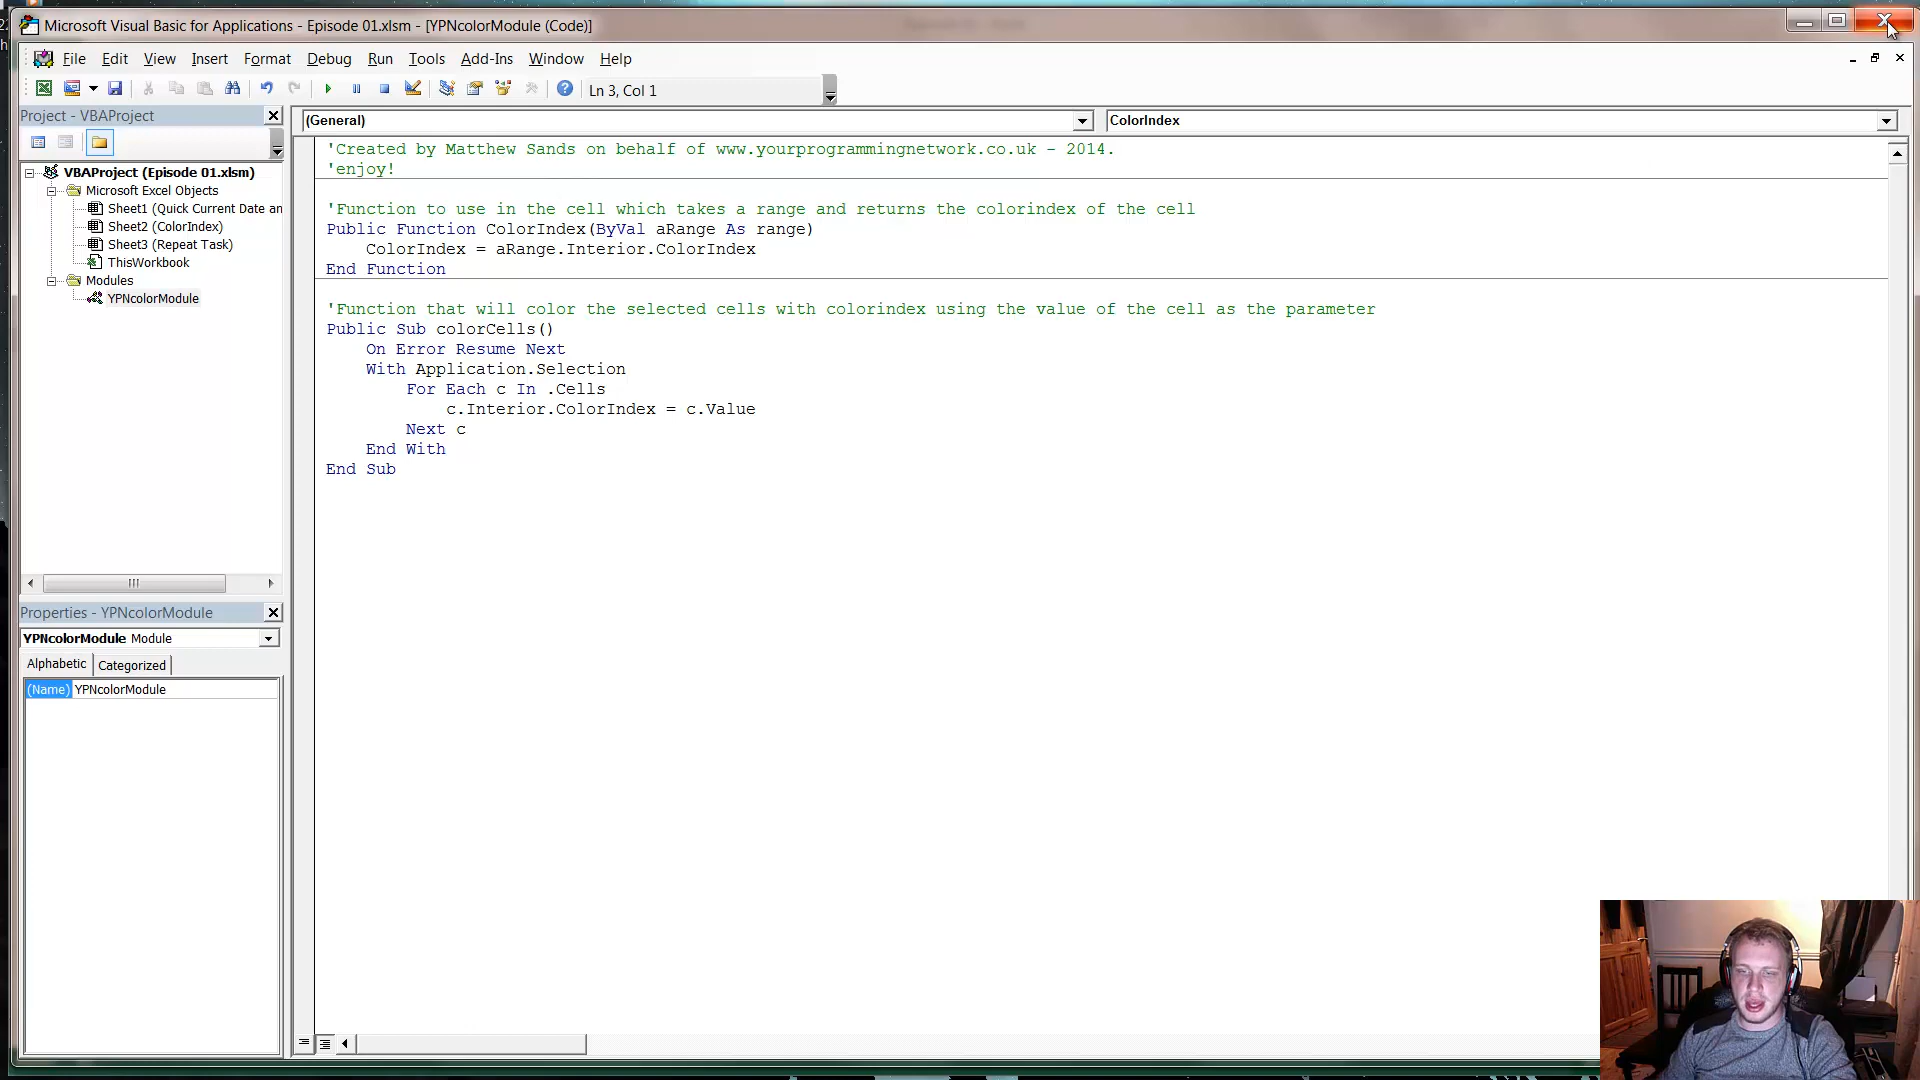 Microsoft Visual Basic for Applications - Episode 01.xlsm - [YPNcolorModule (Code)]
File Edit View Insert Format Debug Run Tools Add-Ins Window Help
Ln 3, Col 1
Project - VBAProject
(General)
ColorIndex
VBAProject (Episode 01.xlsm)
Microsoft Excel Objects
Sheet1 (Quick Current Date an
Sheet2 (ColorIndex)
Sheet3 (Repeat Task)
ThisWorkbook
Modules
YPNcolorModule
'Created by Matthew Sands on behalf of www.yourprogrammingnetwork.co.uk - 2014.
'enjoy!
'Function to use in the cell which takes a range and returns the colorindex of the cell
Public Function ColorIndex(ByVal aRange As range)
ColorIndex = aRange.Interior.ColorIndex
End Function
'Function that will color the selected cells with colorindex using the value of the cell as the parameter
Public Sub colorCells()
On Error Resume Next
With Application.Selection
For Each c In .Cells
c.Interior.ColorIndex = c.Value
Next c
End With
End Sub
Properties - YPNcolorModule
YPNcolorModule Module
Alphabetic Categorized
(Name) YPNcolorModule